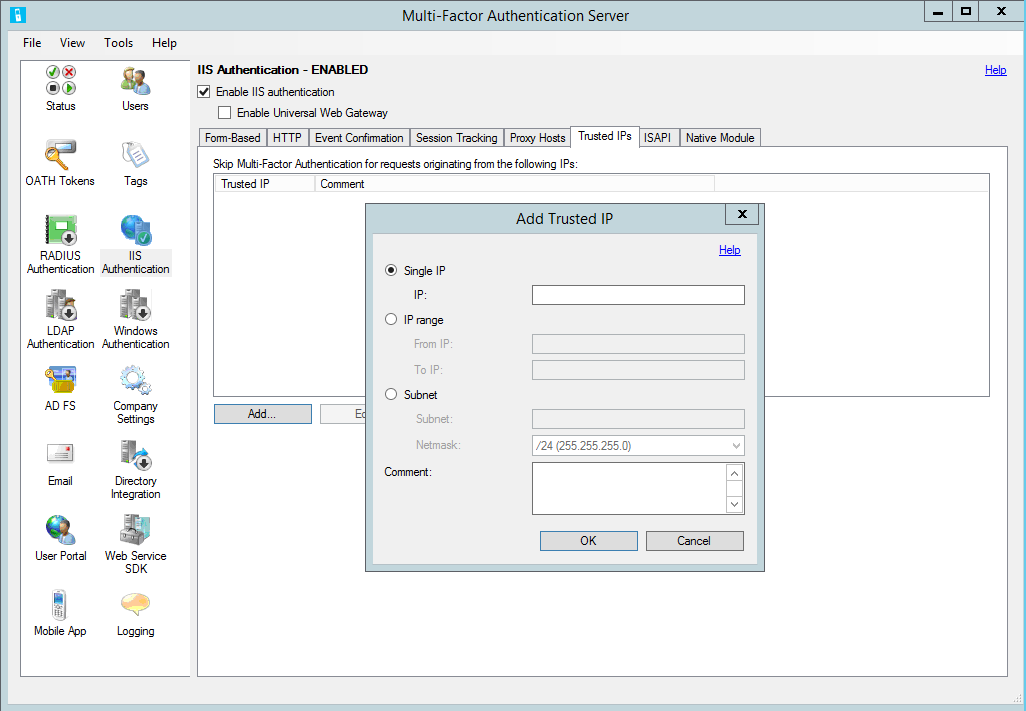 Multi-Factor Authentication Server
File View Tools Help
Status Users
OATH Tokens Tags
RADIUS Authentication IIS Authentication
LDAP Authentication Windows Authentication
AD FS Company Settings
Email Directory Integration
User Portal Web Service SDK
Mobile App Logging
IIS Authentication - ENABLED
Help
Enable IIS authentication
Enable Universal Web Gateway
Form-Based HTTP Event Confirmation Session Tracking Proxy Hosts Trusted IPs ISAPI Native Module
Skip Multi-Factor Authentication for requests originating from the following IPs:
Trusted IP Comment
Add...
Add Trusted IP
X
Help
Single IP
IP:
IP range
From IP:
To IP:
Subnet
Subnet:
Netmask: /24 (255.255.255.0)
Comment:
OK Cancel